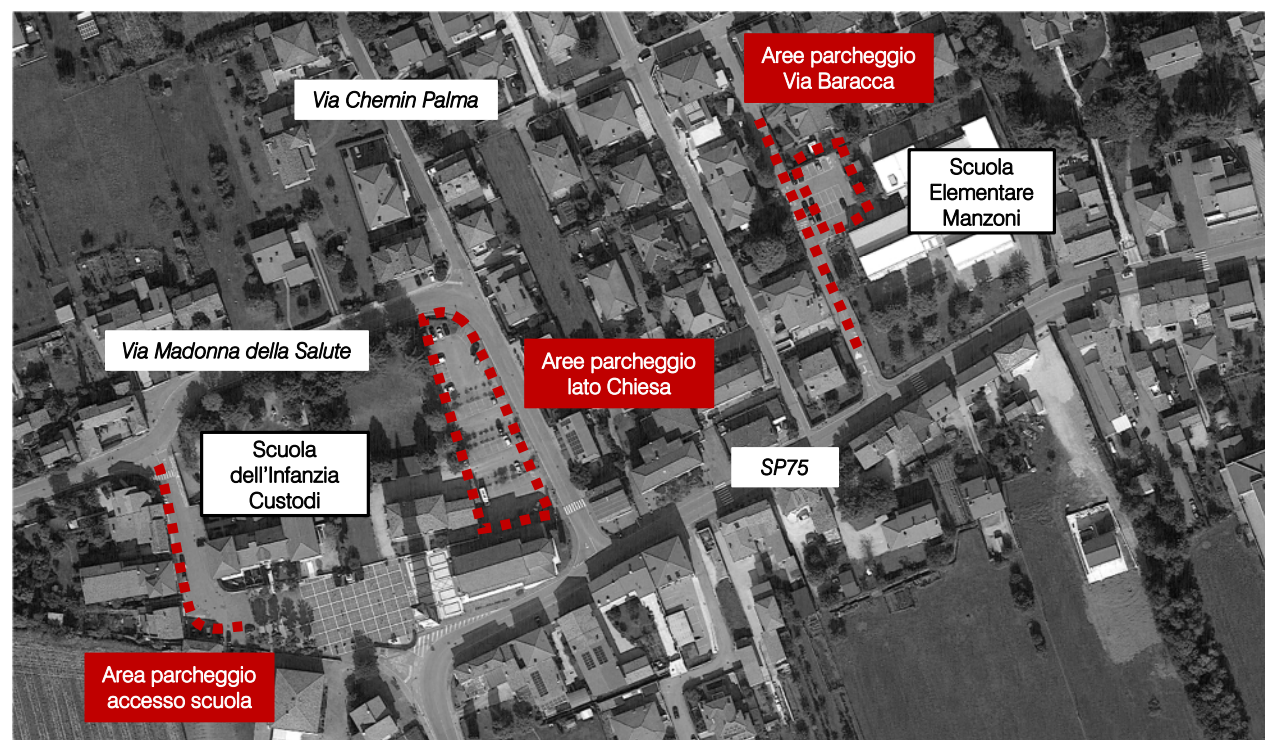 Aree parcheggio
Via Baracca
Via Chemin Palma
Scuola
Elementare
Manzoni
Via Madonna della Salute
Aree parcheggio
lato Chiesa
Scuola
dell'Infanzia
Custodi
SP75
Area parcheggio
accesso scuola